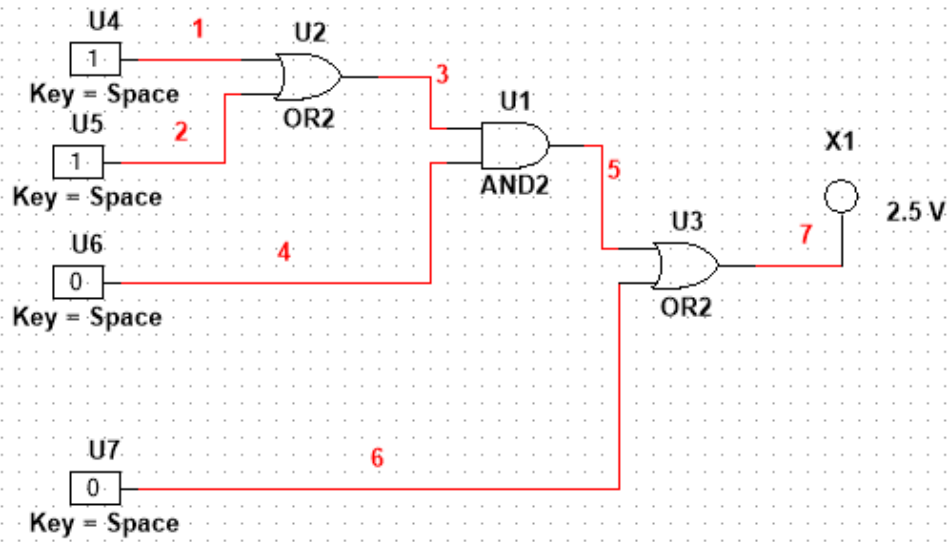 U4
1
1
Key = Space
U2
OR2
3
U5
2
1
Key = Space
U1
AND2
5
X1
2.5 V
U6
4
0
Key = Space
U3
7
OR2
U7
6
0
Key = Space